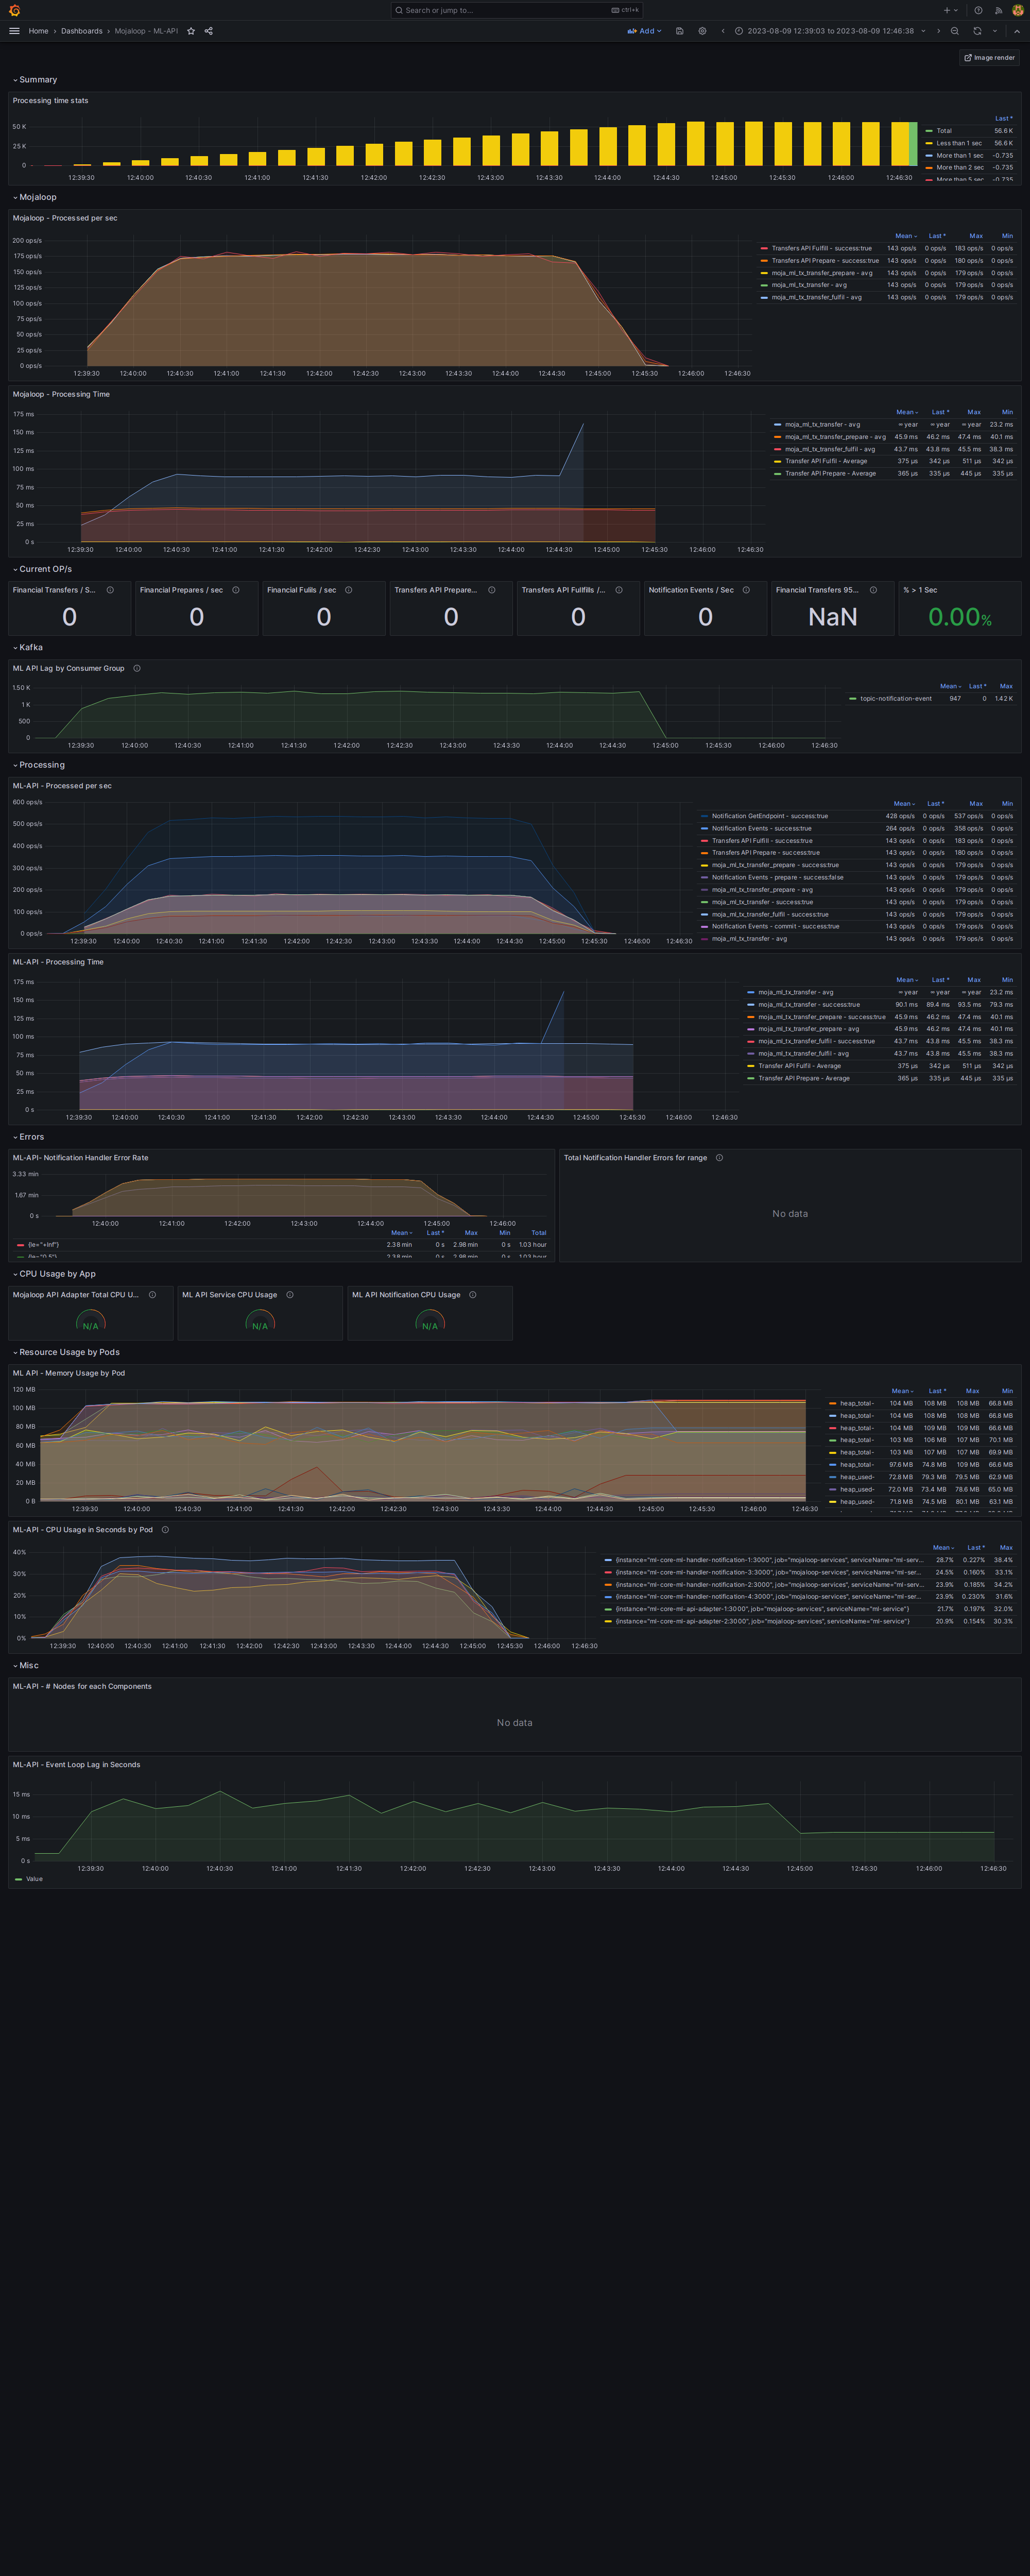 Search or jump to... ctrl+k
Home › Dashboards › Mojaloop - ML-API Add 2023-08-09 12:39:03 to 2023-08-09 12:46:38
Image render
Summary
Processing time stats
50 K
25 K
0
12:39:30 12:40:00 12:40:30 12:41:00 12:41:30 12:42:00 12:42:30 12:43:00 12:43:30 12:44:00 12:44:30 12:45:00 12:45:30 12:46:00 12:46:30
Last *
Total 56.6 K
Less than 1 sec 56.6 K
More than 1 sec -0.735
More than 2 sec -0.735
More than 5 sec -0.735
Mojaloop
Mojaloop - Processed per sec
200 ops/s
175 ops/s
150 ops/s
125 ops/s
100 ops/s
75 ops/s
50 ops/s
25 ops/s
0 ops/s
12:39:30 12:40:00 12:40:30 12:41:00 12:41:30 12:42:00 12:42:30 12:43:00 12:43:30 12:44:00 12:44:30 12:45:00 12:45:30 12:46:00 12:46:30
Mean Last * Max Min
Transfers API Fulfill - success:true 143 ops/s 0 ops/s 183 ops/s 0 ops/s
Transfers API Prepare - success:true 143 ops/s 0 ops/s 180 ops/s 0 ops/s
moja_ml_tx_transfer_prepare - avg 143 ops/s 0 ops/s 179 ops/s 0 ops/s
moja_ml_tx_transfer - avg 143 ops/s 0 ops/s 179 ops/s 0 ops/s
moja_ml_tx_transfer_fulfil - avg 143 ops/s 0 ops/s 179 ops/s 0 ops/s
Mojaloop - Processing Time
175 ms
150 ms
125 ms
100 ms
75 ms
50 ms
25 ms
0 s
12:39:30 12:40:00 12:40:30 12:41:00 12:41:30 12:42:00 12:42:30 12:43:00 12:43:30 12:44:00 12:44:30 12:45:00 12:45:30 12:46:00 12:46:30
Mean Last * Max Min
moja_ml_tx_transfer - avg ∞ year ∞ year ∞ year 23.2 ms
moja_ml_tx_transfer_prepare - avg 45.9 ms 46.2 ms 47.4 ms 40.1 ms
moja_ml_tx_transfer_fulfil - avg 43.7 ms 43.8 ms 45.5 ms 38.3 ms
Transfer API Fulfil - Average 375 µs 342 µs 511 µs 342 µs
Transfer API Prepare - Average 365 µs 335 µs 445 µs 335 µs
Current OP/s
Financial Transfers / S... Financial Prepares / sec Financial Fulils / sec Transfers API Prepare... Transfers API Fullfills /... Notification Events / Sec Financial Transfers 95... % > 1 Sec
0 0 0 0 0 0 NaN 0.00%
Kafka
ML API Lag by Consumer Group
1.50 K
1 K
500
0
12:39:30 12:40:00 12:40:30 12:41:00 12:41:30 12:42:00 12:42:30 12:43:00 12:43:30 12:44:00 12:44:30 12:45:00 12:45:30 12:46:00 12:46:30
Mean Last * Max
topic-notification-event 947 0 1.42 K
Processing
ML-API - Processed per sec
600 ops/s
500 ops/s
400 ops/s
300 ops/s
200 ops/s
100 ops/s
0 ops/s
12:39:30 12:40:00 12:40:30 12:41:00 12:41:30 12:42:00 12:42:30 12:43:00 12:43:30 12:44:00 12:44:30 12:45:00 12:45:30 12:46:00 12:46:30
Mean Last * Max Min
Notification GetEndpoint - success:true 428 ops/s 0 ops/s 537 ops/s 0 ops/s
Notification Events - success:true 284 ops/s 0 ops/s 358 ops/s 0 ops/s
Transfers API Fulfill - success:true 143 ops/s 0 ops/s 183 ops/s 0 ops/s
Transfers API Prepare - success:true 143 ops/s 0 ops/s 180 ops/s 0 ops/s
moja_ml_tx_transfer_prepare - success:true 143 ops/s 0 ops/s 179 ops/s 0 ops/s
Notification Events - prepare - success:false 143 ops/s 0 ops/s 179 ops/s 0 ops/s
moja_ml_tx_transfer_prepare - avg 143 ops/s 0 ops/s 179 ops/s 0 ops/s
moja_ml_tx_transfer - success:true 143 ops/s 0 ops/s 179 ops/s 0 ops/s
moja_ml_tx_transfer_fulfil - success:true 143 ops/s 0 ops/s 179 ops/s 0 ops/s
Notification Events - commit - success:true 143 ops/s 0 ops/s 179 ops/s 0 ops/s
moja_ml_tx_transfer - avg 143 ops/s 0 ops/s 179 ops/s 0 ops/s
ML-API - Processing Time
175 ms
150 ms
125 ms
100 ms
75 ms
50 ms
25 ms
0 s
12:39:30 12:40:00 12:40:30 12:41:00 12:41:30 12:42:00 12:42:30 12:43:00 12:43:30 12:44:00 12:44:30 12:45:00 12:45:30 12:46:00 12:46:30
Mean Last * Max Min
moja_ml_tx_transfer - avg ∞ year ∞ year ∞ year 23.2 ms
moja_ml_tx_transfer - success:true 90.1 ms 89.4 ms 93.5 ms 79.3 ms
moja_ml_tx_transfer_prepare - success:true 45.9 ms 46.2 ms 47.4 ms 40.1 ms
moja_ml_tx_transfer_prepare - avg 45.9 ms 46.2 ms 47.4 ms 40.1 ms
moja_ml_tx_transfer_fulfil - success:true 43.7 ms 43.8 ms 45.5 ms 38.3 ms
moja_ml_tx_transfer_fulfil - avg 43.7 ms 43.8 ms 45.5 ms 38.3 ms
Transfer API Fulfil - Average 375 µs 342 µs 511 µs 342 µs
Transfer API Prepare - Average 365 µs 335 µs 445 µs 335 µs
Errors
ML-API- Notification Handler Error Rate
3.33 min
1.67 min
0 s
12:40:00 12:41:00 12:42:00 12:43:00 12:44:00 12:45:00 12:46:00
Mean Last * Max Min Total
{le="+Inf"} 2.38 min 0 s 2.98 min 0 s 1.03 hour
{le="0.5"} 2.38 min 0 s 2.98 min 0 s 1.03 hour
Total Notification Handler Errors for range
No data
CPU Usage by App
Mojaloop API Adapter Total CPU U... ML API Service CPU Usage ML API Notification CPU Usage
N/A N/A N/A
Resource Usage by Pods
ML API - Memory Usage by Pod
120 MB
100 MB
80 MB
60 MB
40 MB
20 MB
0 B
12:39:30 12:40:00 12:40:30 12:41:00 12:41:30 12:42:00 12:42:30 12:43:00 12:43:30 12:44:00 12:44:30 12:45:00 12:45:30 12:46:00 12:46:30
Mean Last * Max Min
heap_total- 104 MB 108 MB 108 MB 66.8 MB
heap_total- 104 MB 108 MB 108 MB 66.8 MB
heap_total- 104 MB 109 MB 109 MB 66.6 MB
heap_total- 103 MB 106 MB 107 MB 70.1 MB
heap_total- 103 MB 107 MB 107 MB 69.9 MB
heap_total- 97.6 MB 74.8 MB 109 MB 66.6 MB
heap_used- 72.8 MB 79.3 MB 79.5 MB 62.9 MB
heap_used- 72.0 MB 73.4 MB 78.6 MB 65.0 MB
heap_used- 71.8 MB 74.5 MB 80.1 MB 63.1 MB
ML-API - CPU Usage in Seconds by Pod
40%
30%
20%
10%
0%
12:39:30 12:40:00 12:40:30 12:41:00 12:41:30 12:42:00 12:42:30 12:43:00 12:43:30 12:44:00 12:44:30 12:45:00 12:45:30 12:46:00 12:46:30
Mean Last * Max
{instance="ml-core-ml-handler-notification-1:3000", job="mojaloop-services", serviceName="ml-serv... 28.7% 0.227% 38.4%
{instance="ml-core-ml-handler-notification-3:3000", job="mojaloop-services", serviceName="ml-ser... 24.5% 0.160% 33.1%
{instance="ml-core-ml-handler-notification-2:3000", job="mojaloop-services", serviceName="ml-ser... 23.9% 0.185% 34.2%
{instance="ml-core-ml-handler-notification-4:3000", job="mojaloop-services", serviceName="ml-ser... 23.9% 0.230% 31.6%
{instance="ml-core-ml-api-adapter-1:3000", job="mojaloop-services", serviceName="ml-service"} 21.7% 0.197% 32.0%
{instance="ml-core-ml-api-adapter-2:3000", job="mojaloop-services", serviceName="ml-service"} 20.9% 0.154% 30.3%
Misc
ML-API - # Nodes for each Components
No data
ML-API - Event Loop Lag in Seconds
15 ms
10 ms
5 ms
0 s
12:39:30 12:40:00 12:40:30 12:41:00 12:41:30 12:42:00 12:42:30 12:43:00 12:43:30 12:44:00 12:44:30 12:45:00 12:45:30 12:46:00 12:46:30
Value